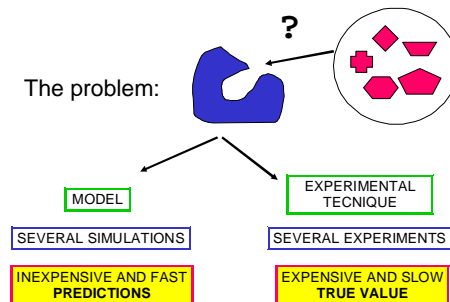 ?
The problem:
MODEL
EXPERIMENTAL
TECNIQUE
SEVERAL SIMULATIONS
SEVERAL EXPERIMENTS
INEXPENSIVE AND FAST
PREDICTIONS
EXPENSIVE AND SLOW
TRUE VALUE